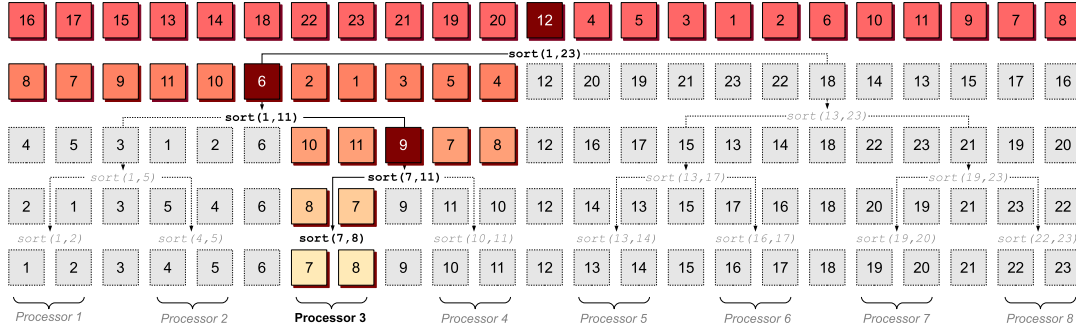 16 17 15 13 14 18 22 23 21 19 20 12 4 5 3 1 2 6 10 11 9 7 8
sort(1,23)
8 7 9 11 10 6 2 1 3 5 4 12 20 19 21 23 22 18 14 13 15 17 16
sort(1,11) sort(13,23)
4 5 3 1 2 6 10 11 9 7 8 12 16 17 15 13 14 18 22 23 21 19 20
sort(1,5) sort(7,11) sort(13,17) sort(19,23)
2 1 3 5 4 6 8 7 9 11 10 12 14 13 15 17 16 18 20 19 21 23 22
sort(1,2) sort(4,5) sort(7,8) sort(10,11) sort(13,14) sort(16,17) sort(19,20) sort(22,23)
1 2 3 4 5 6 7 8 9 10 11 12 13 14 15 16 17 18 19 20 21 22 23
Processor 1 Processor 2 Processor 3 Processor 4 Processor 5 Processor 6 Processor 7 Processor 8